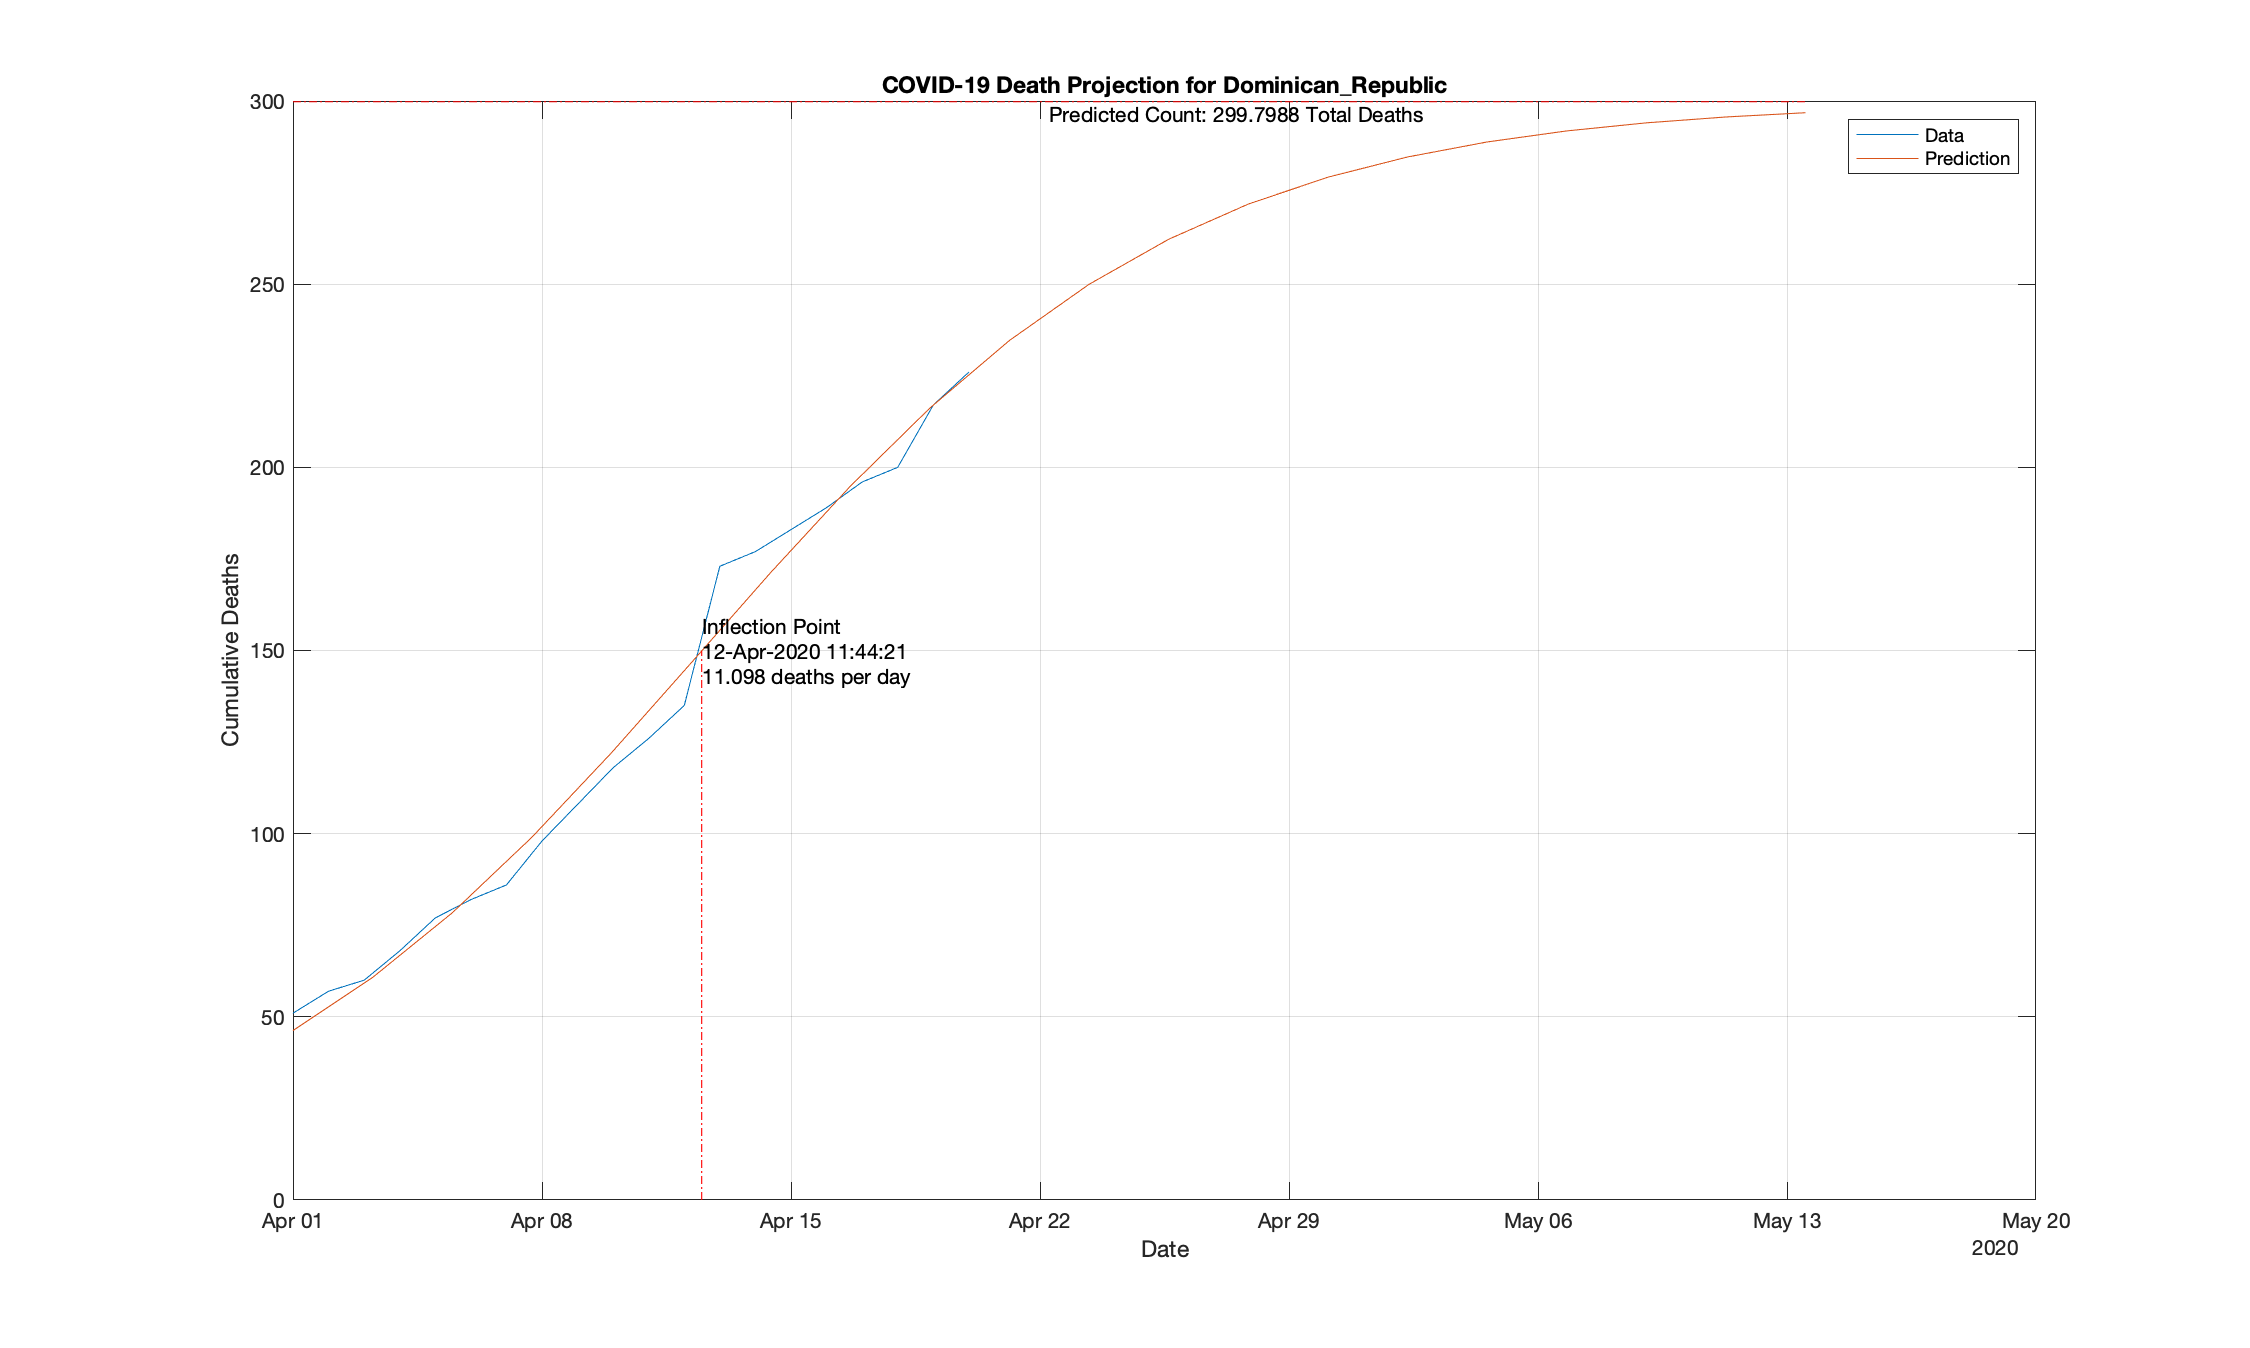 COVID-19 Death Projection for Dominican_Republic
300
Predicted Count: 299.7988 Total Deaths
Data
Prediction
250
200
150
100
50
0
Inflection Point
12-Apr-2020 11:44:21
11.098 deaths per day
Cumulative Deaths
Apr 01 Apr 08 Apr 15 Apr 22 Apr 29 May 06 May 13 May 20
2020
Date